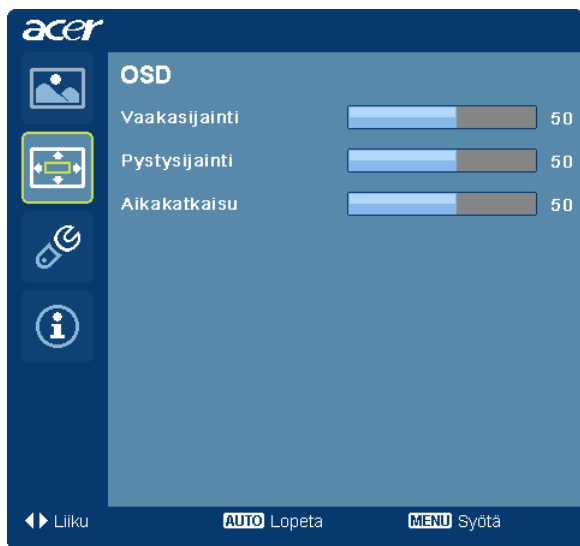 acer
OSD
Vaakasijainti 50
Pystysijainti 50
Aikakatkaisu 50
Liiku AUTO Lopeta MENU Syötä